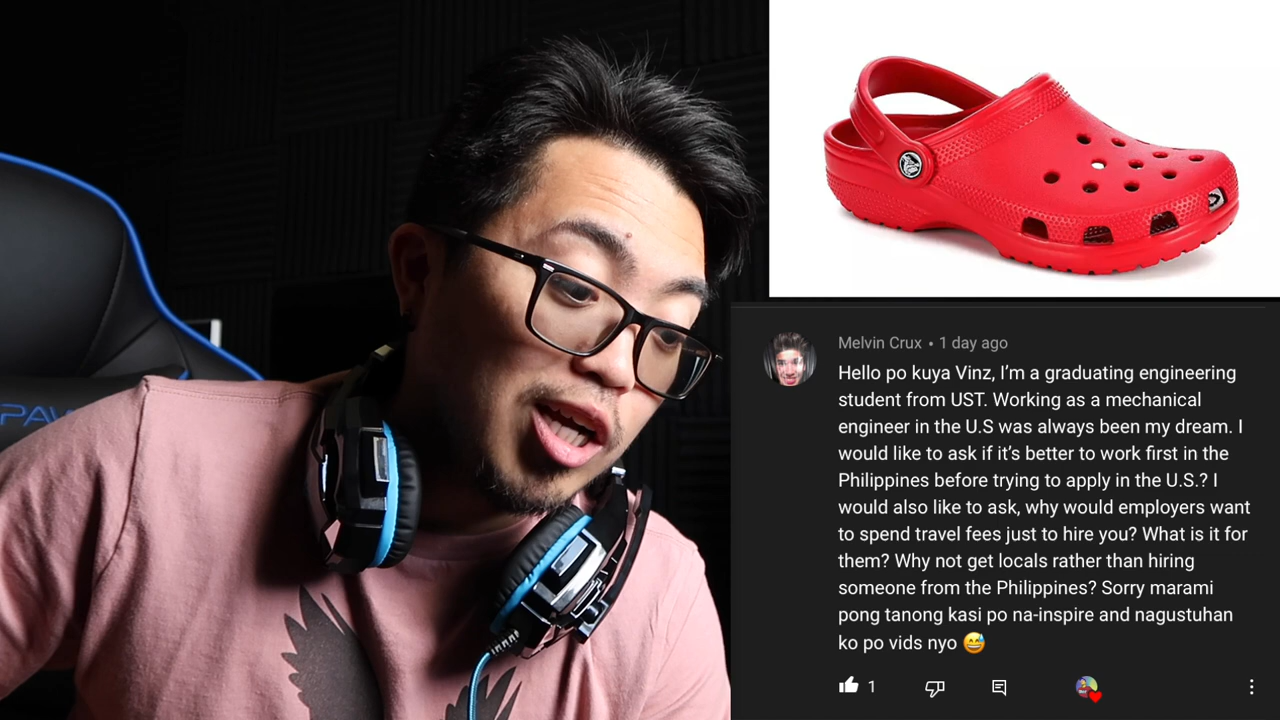 Melvin Crux • 1 day ago
Hello po kuya Vinz, I’m a graduating engineering
student from UST. Working as a mechanical
engineer in the U.S was always been my dream. I
would like to ask if it’s better to work first in the
Philippines before trying to apply in the U.S.? I
would also like to ask, why would employers want
to spend travel fees just to hire you? What is it for
them? Why not get locals rather than hiring
someone from the Philippines? Sorry marami
pong tanong kasi po na-inspire and nagustuhan
ko po vids nyo 😅
1